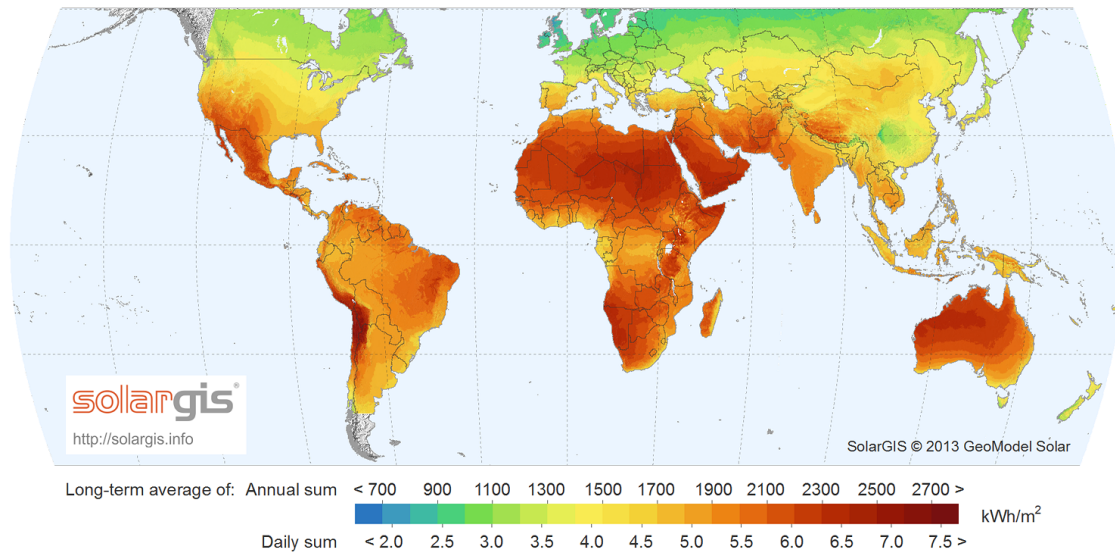 solargis®
http://solargis.info
SolarGIS © 2013 GeoModel Solar
Long-term average of: Annual sum < 700 900 1100 1300 1500 1700 1900 2100 2300 2500 2700 >
kWh/m²
Daily sum < 2.0 2.5 3.0 3.5 4.0 4.5 5.0 5.5 6.0 6.5 7.0 7.5 >